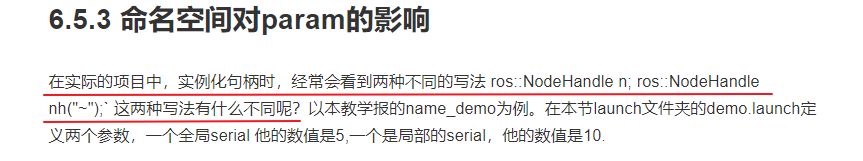 6.5.3 命名空间对param的影响
在实际的项目中，实例化句柄时，经常会看到两种不同的写法 ros::NodeHandle n; ros::NodeHandle
nh("~");` 这两种写法有什么不同呢？以本教学报的name_demo为例。在本节launch文件夹的demo.launch定
义两个参数，一个全局serial 他的数值是5,一个是局部的serial，他的数值是10.